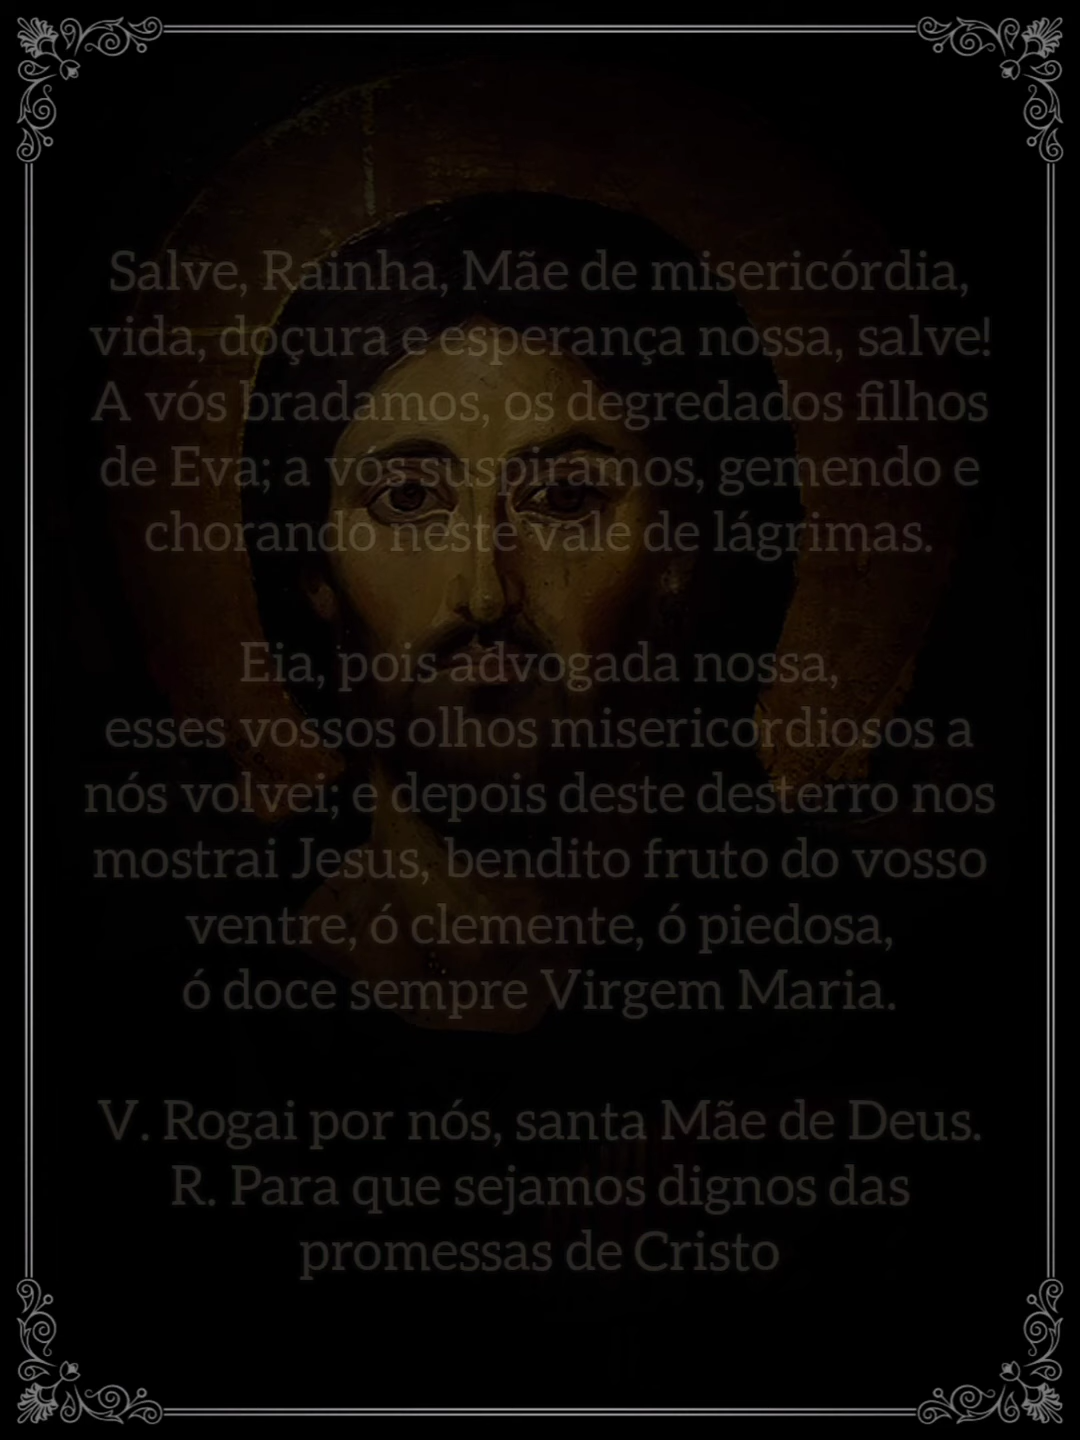 Salve, Rainha, Mãe de misericórdia,
vida, doçura e esperança nossa, salve!
A vós bradamos, os degredados filhos
de Eva; a vós suspiramos, gemendo e
chorando neste vale de lágrimas.
Eia, pois advogada nossa,
esses vossos olhos misericordiosos a
nós volvei; e depois deste desterro nos
mostrai Jesus, bendito fruto do vosso
ventre, ó clemente, ó piedosa,
ó doce sempre Virgem Maria.
V. Rogai por nós, santa Mãe de Deus.
R. Para que sejamos dignos das
promessas de Cristo